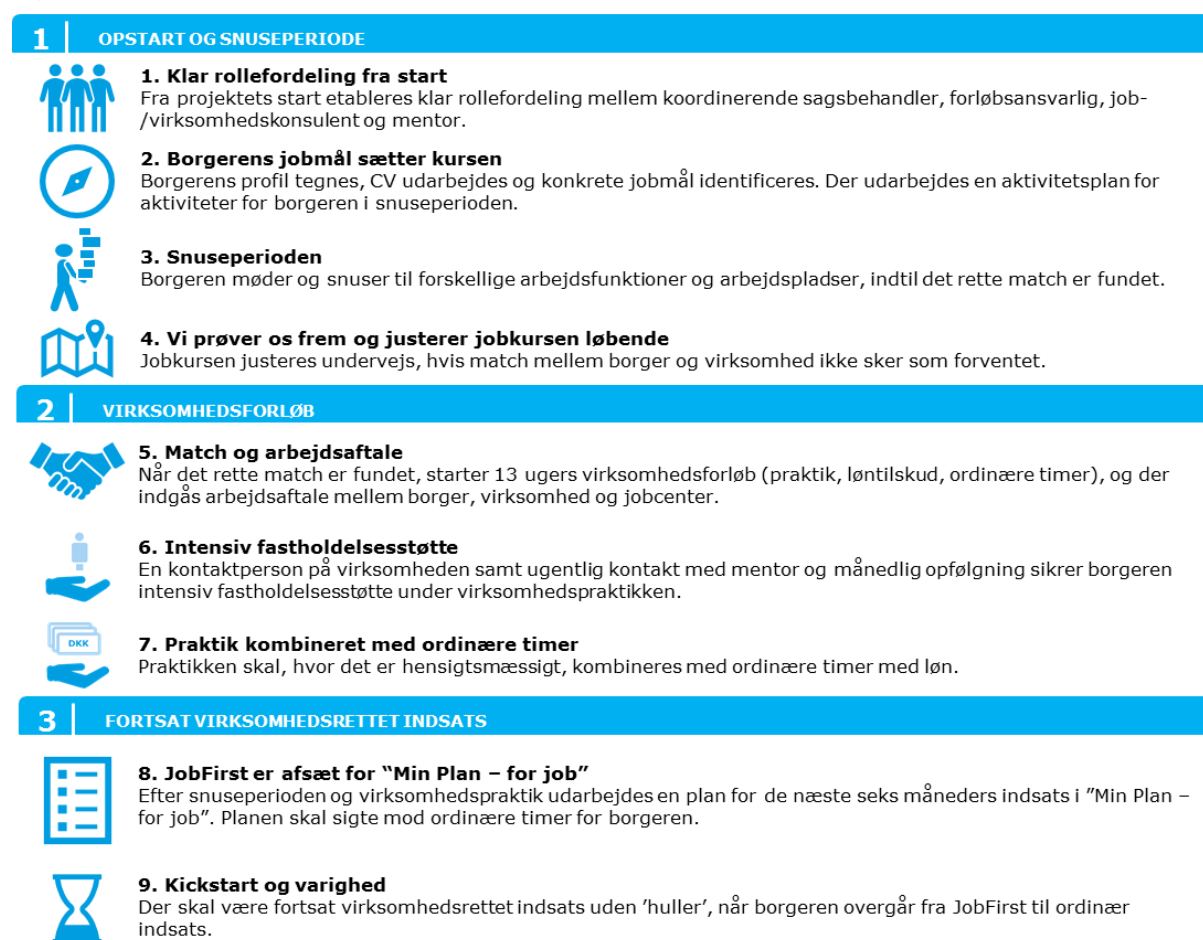 1 OPSTART OG SNUSEPERIODE
1. Klar rollefordeling fra start
Fra projektets start etableres klar rollefordeling mellem koordinerende sagsbehandler, forløbsansvarlig, job-
/virksomhedskonsulent og mentor.
2. Borgerens jobmål sætter kursen
Borgerens profil tegnes, CV udarbejdes og konkrete jobmål identificeres. Der udarbejdes en aktivitetsplan for
aktiviteter for borgeren i snuseperioden.
3. Snuseperioden
Borgeren møder og snuser til forskellige arbejdsfunktioner og arbejdspladser, indtil det rette match er fundet.
4. Vi prøver os frem og justerer jobkursen løbende
Jobkursen justeres undervejs, hvis match mellem borger og virksomhed ikke sker som forventet.
2 VIRKSOMHEDSFORLØB
5. Match og arbejdsaftale
Når det rette match er fundet, starter 13 ugers virksomhedsforløb (praktik, løntilskud, ordinære timer), og der
indgås arbejdsaftale mellem borger, virksomhed og jobcenter.
6. Intensiv fastholdelsesstøtte
En kontaktperson på virksomheden samt ugentlig kontakt med mentor og månedlig opfølgning sikrer borgeren
intensiv fastholdelsesstøtte under virksomhedspraktikken.
DKK
7. Praktik kombineret med ordinære timer
Praktikken skal, hvor det er hensigtsmæssigt, kombineres med ordinære timer med løn.
3 FORTSAT VIRKSOMHEDSRETTET INDSATS
8. JobFirst er afsæt for “Min Plan – for job”
Efter snuseperioden og virksomhedspraktik udarbejdes en plan for de næste seks måneders indsats i ”Min Plan –
for job”. Planen skal sigte mod ordinære timer for borgeren.
9. Kickstart og varighed
Der skal være fortsat virksomhedsrettet indsats uden ’huller’, når borgeren overgår fra JobFirst til ordinær
indsats.